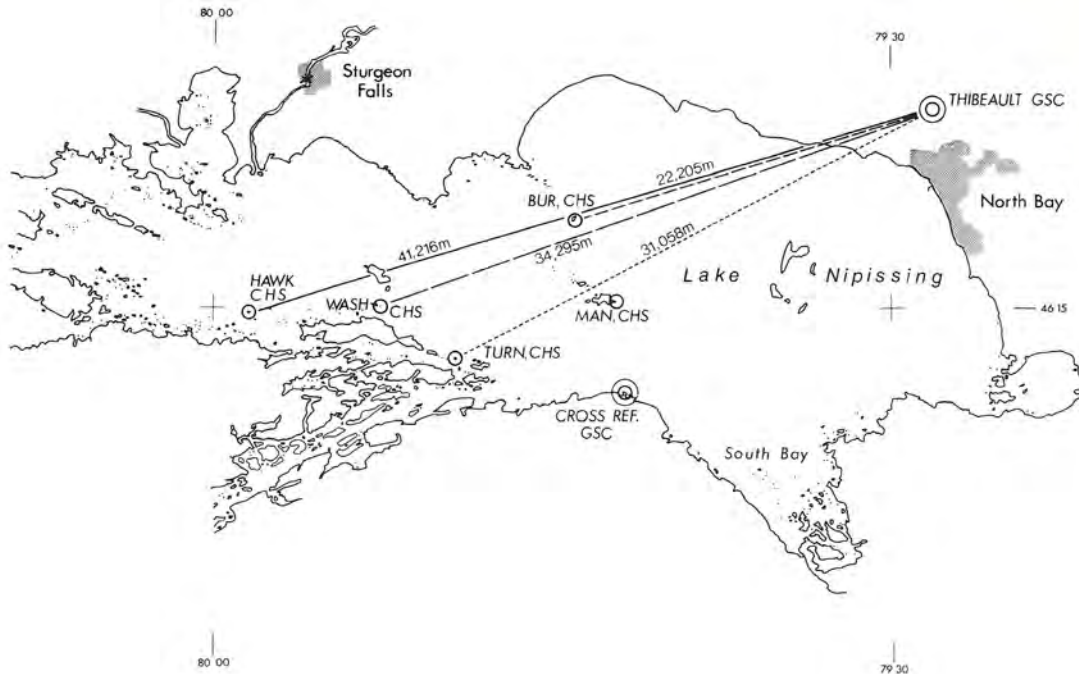 80 00
79 30
Sturgeon
Falls
THIBEAULT GSC
North Bay
22,205m
BUR, CHS
41,216m
34,295m
31,058m
Lake Nipissing
HAWK
CHS
WASH
CHS
MAN, CHS
46 15
TURN, CHS
CROSS REF.
GSC
South Bay
80 00
79 30